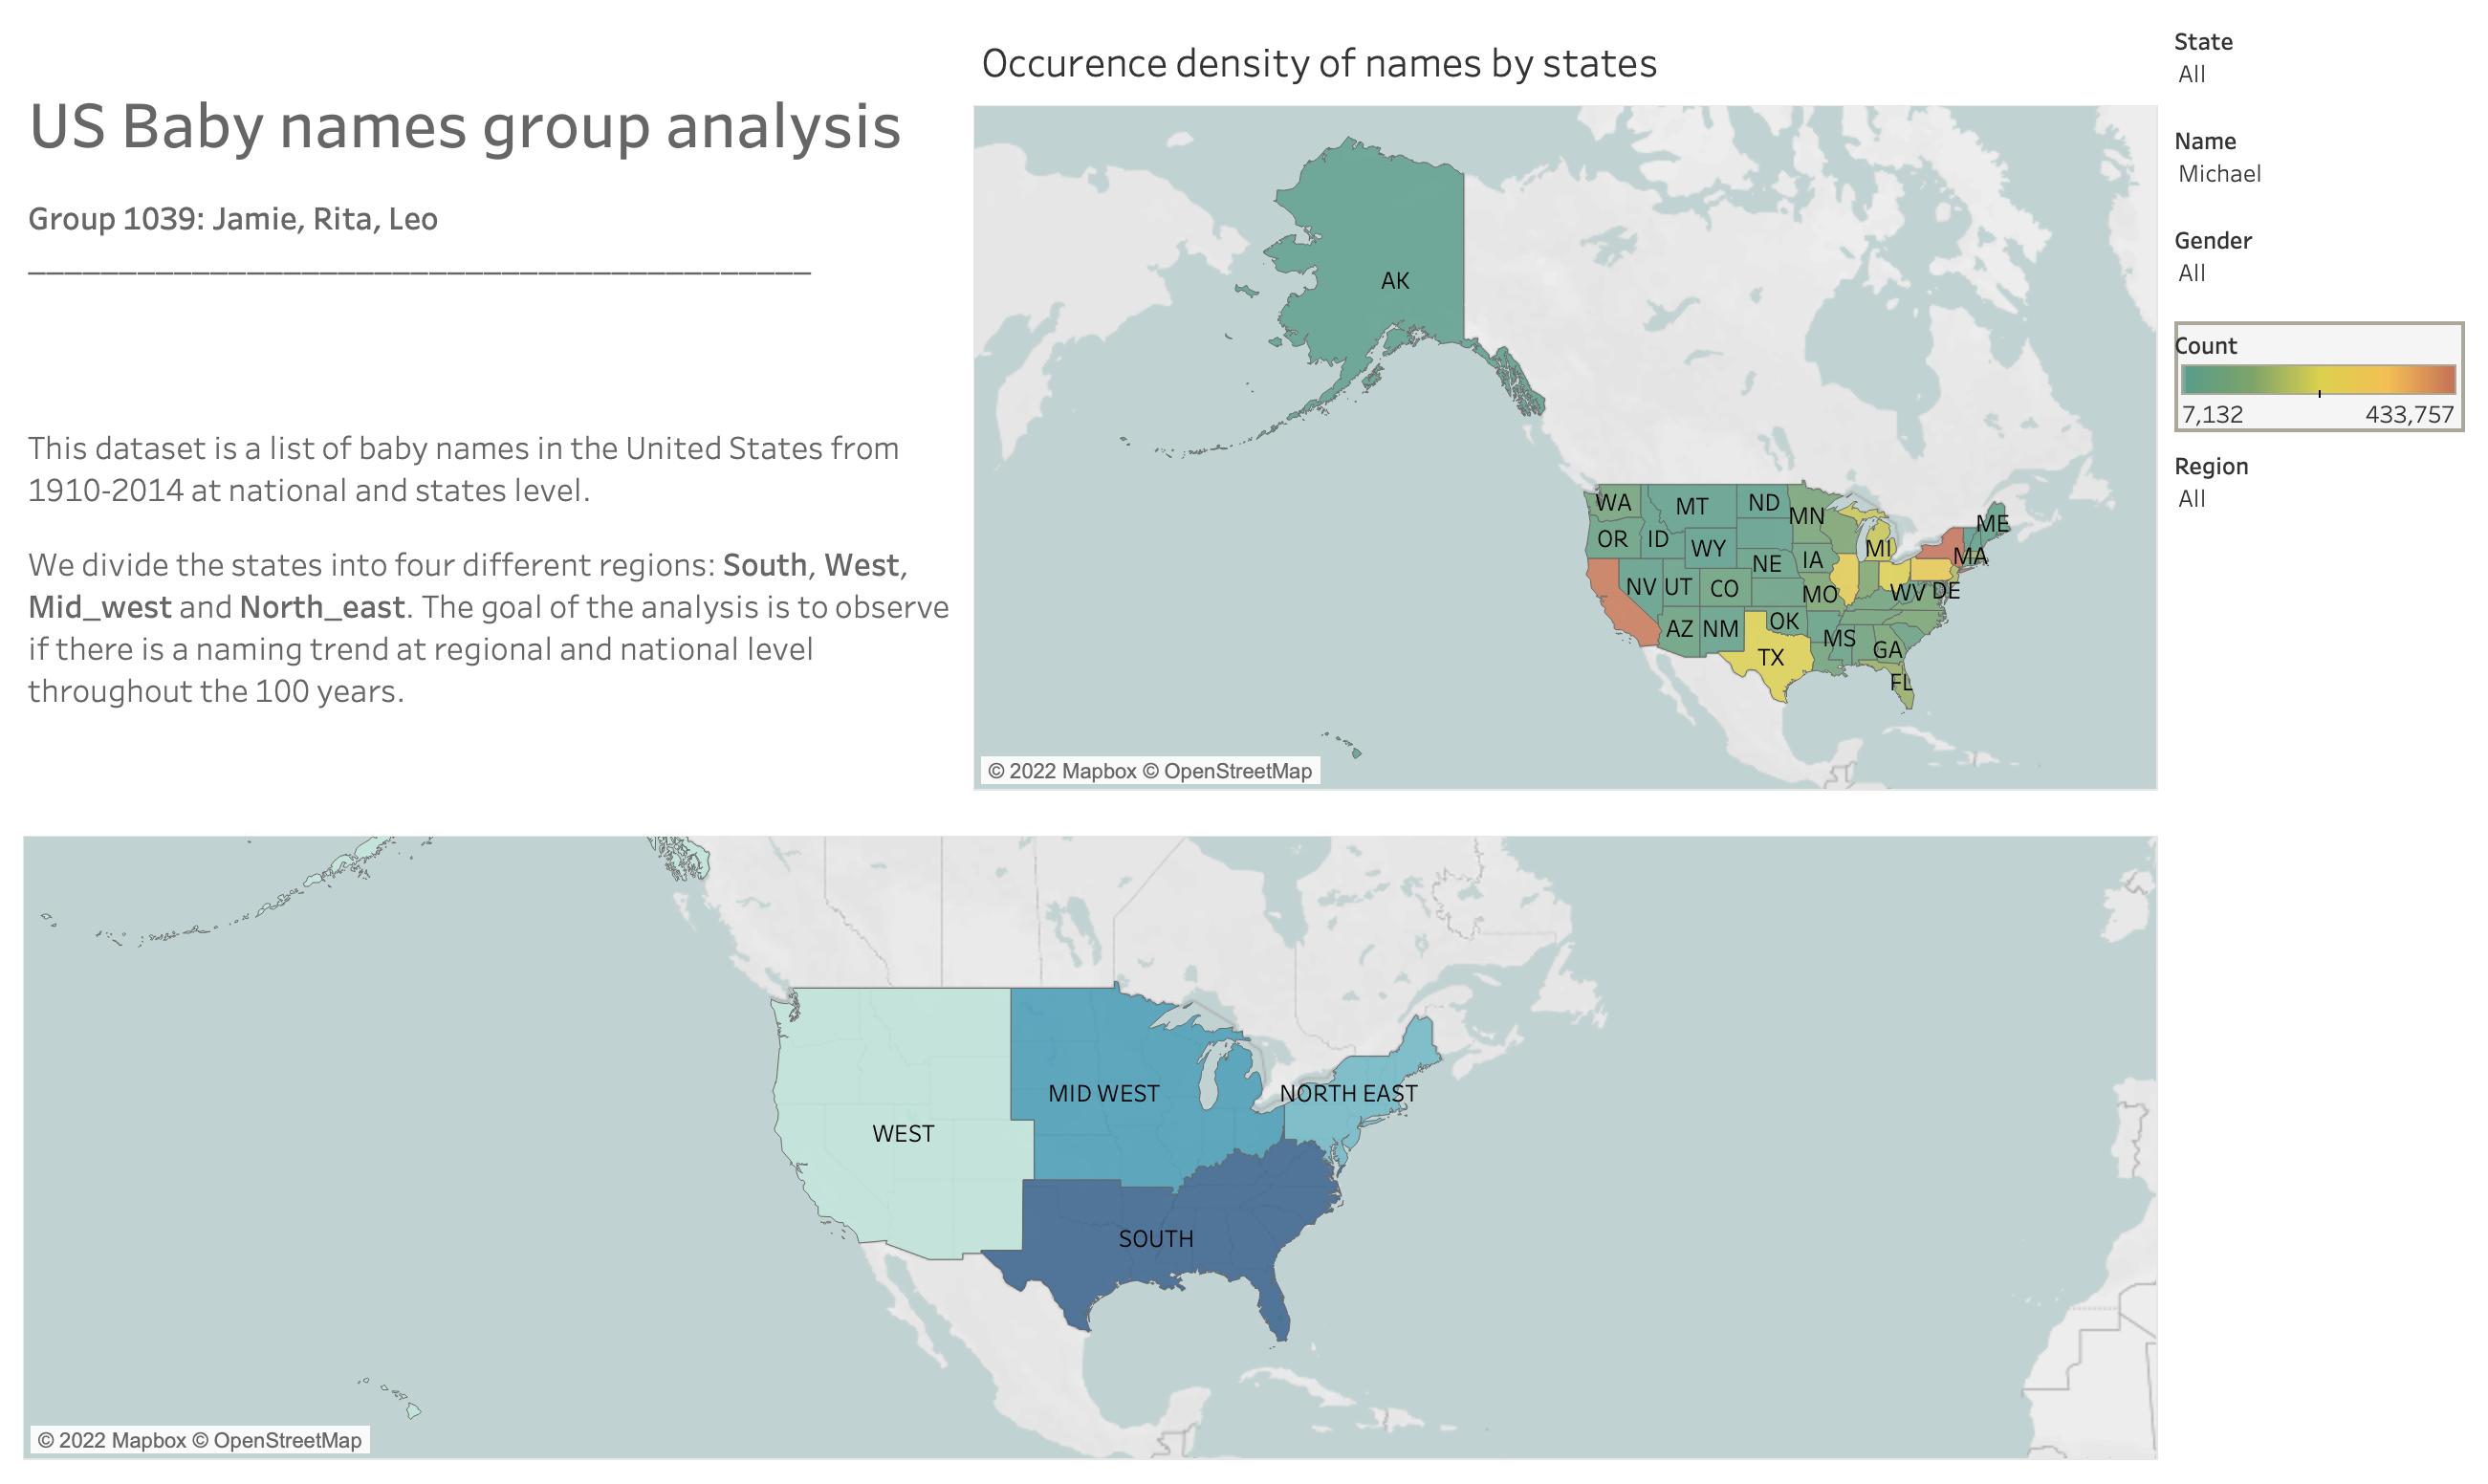 US Baby names group analysis
Group 1039: Jamie, Rita, Leo
___________________________________________
This dataset is a list of baby names in the United States from
1910-2014 at national and states level.
We divide the states into four different regions: South, West,
Mid_west and North_east. The goal of the analysis is to observe
if there is a naming trend at regional and national level
throughout the 100 years.
Occurence density of names by states
AK
WA
MT
ND
MN
ME
OR
ID
WY
NE
IA
MI
MA
NV
UT
CO
MO
WV
DE
AZ
NM
OK
MS
GA
TX
FL
© 2022 Mapbox © OpenStreetMap
State
All
Name
Michael
Gender
All
Count
7,132 433,757
Region
All
WEST
MID WEST
NORTH EAST
SOUTH
© 2022 Mapbox © OpenStreetMap